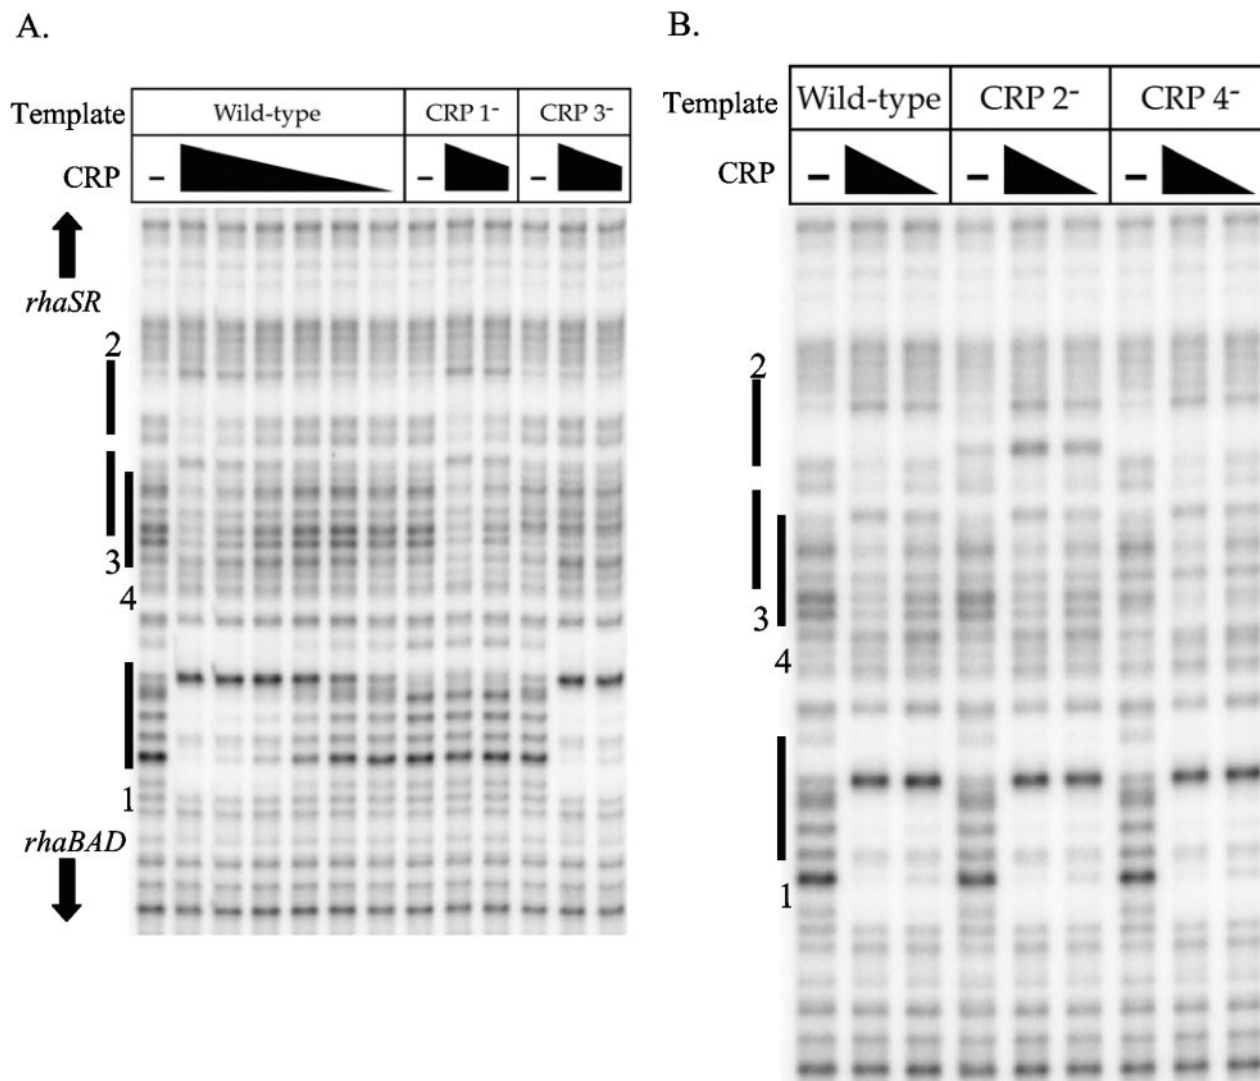 A.
Template Wild-type CRP 1- CRP 3-
CRP – – –
rhaSR
2
3
4
1
rhaBAD
B.
Template Wild-type CRP 2- CRP 4-
CRP – – –
2
3
4
1